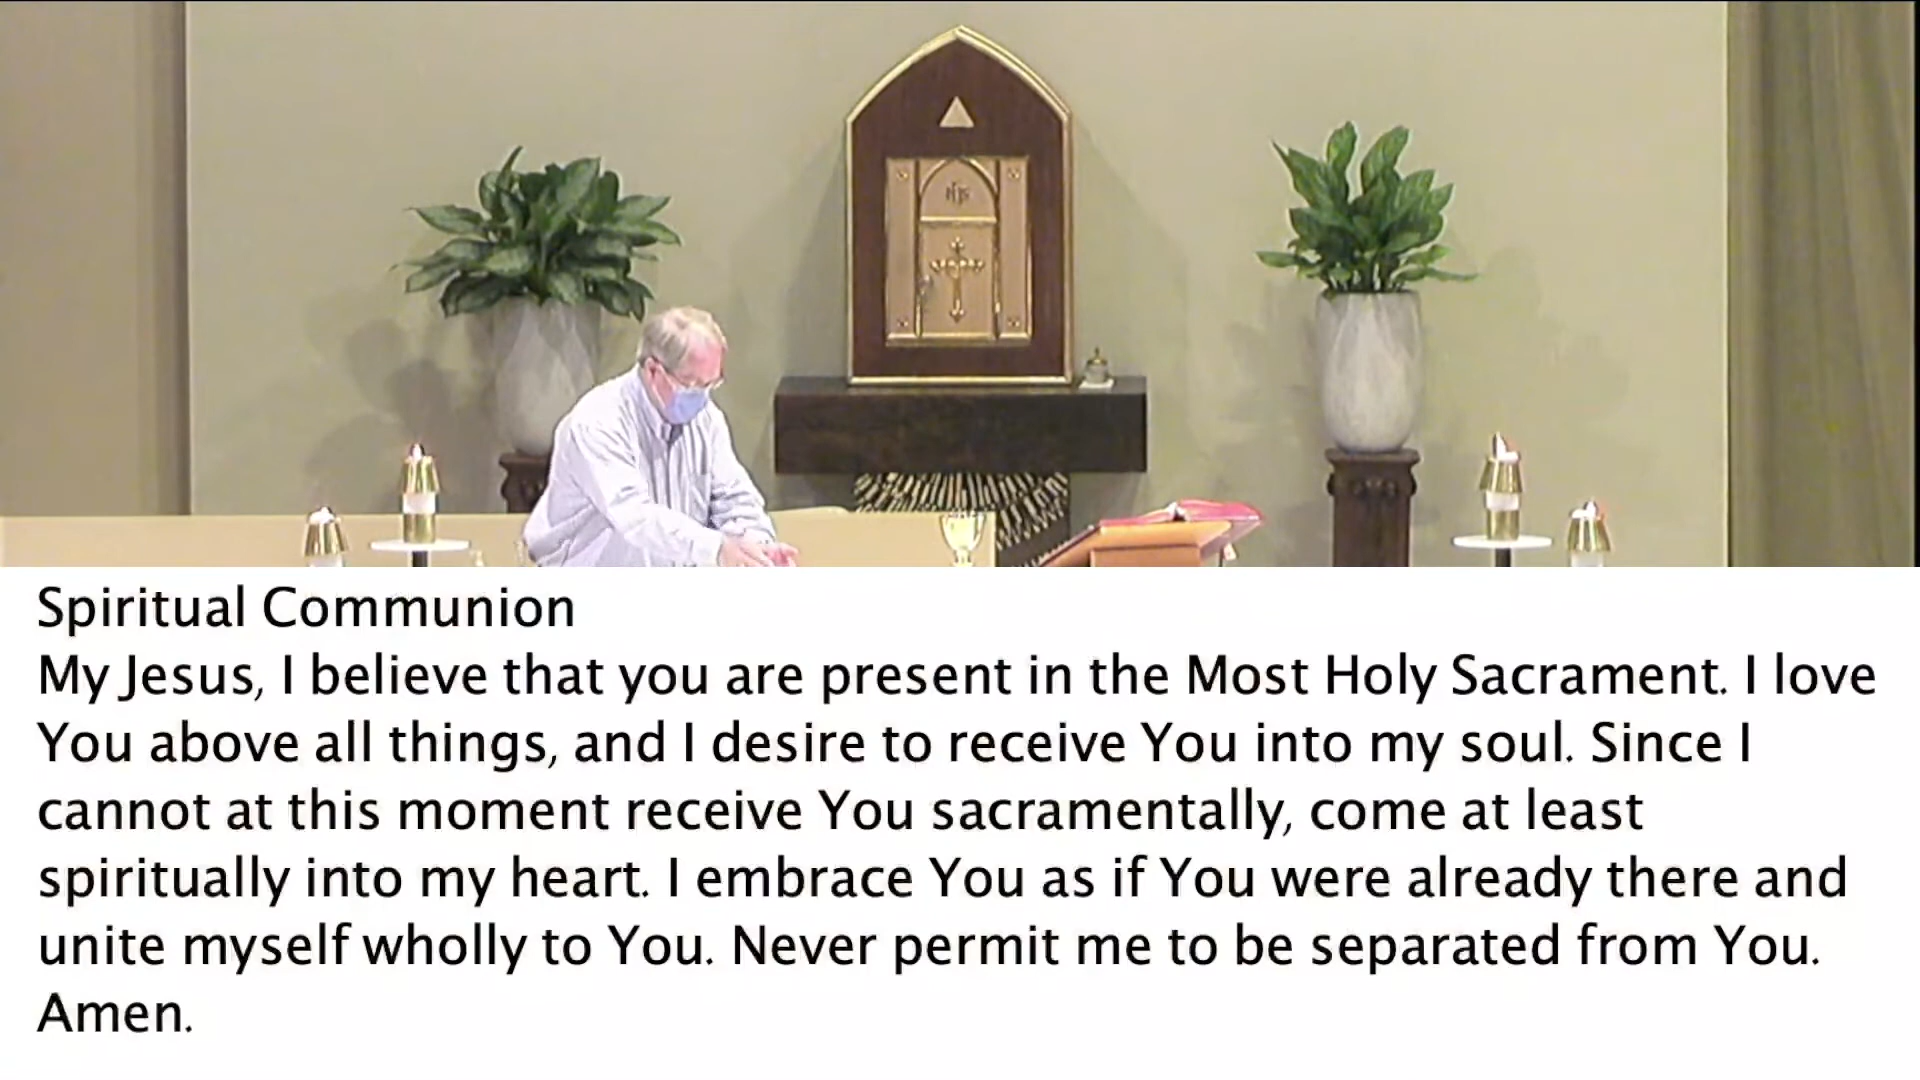 Spiritual Communion
My Jesus, I believe that you are present in the Most Holy Sacrament. I love
You above all things, and I desire to receive You into my soul. Since I
cannot at this moment receive You sacramentally, come at least
spiritually into my heart. I embrace You as if You were already there and
unite myself wholly to You. Never permit me to be separated from You.
Amen.